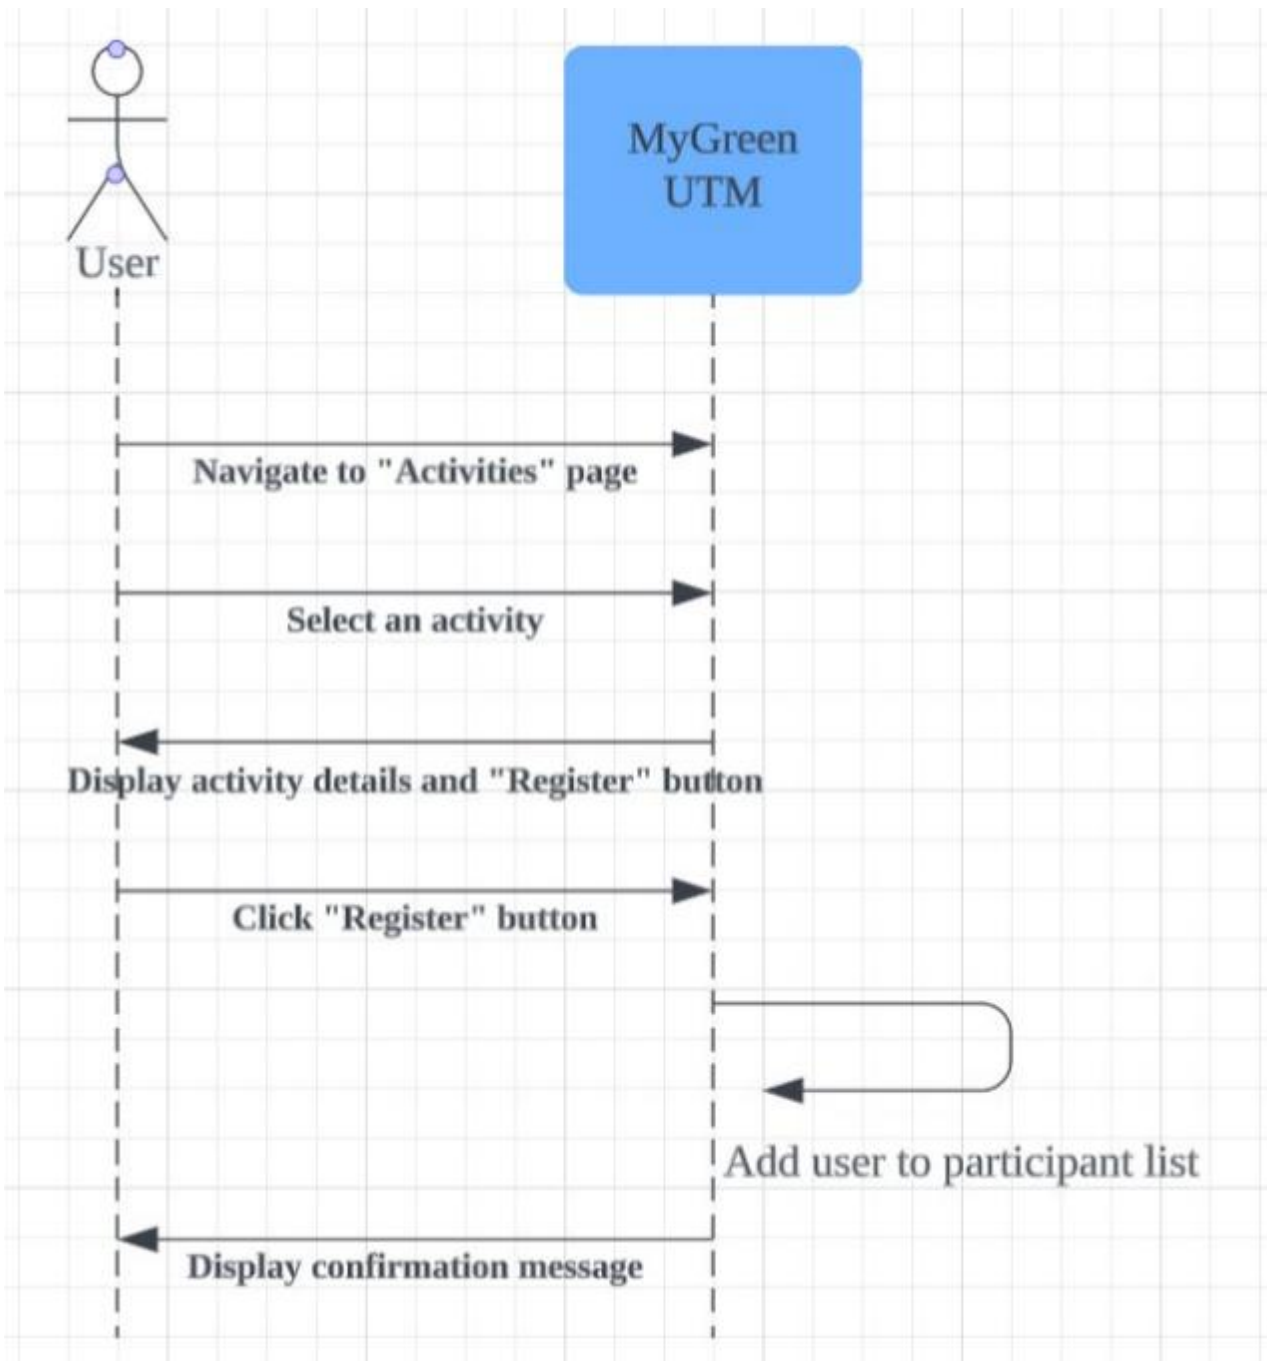 User
MyGreen
UTM
Navigate to "Activities" page
Select an activity
Display activity details and "Register" button
Click "Register" button
Add user to participant list
Display confirmation message